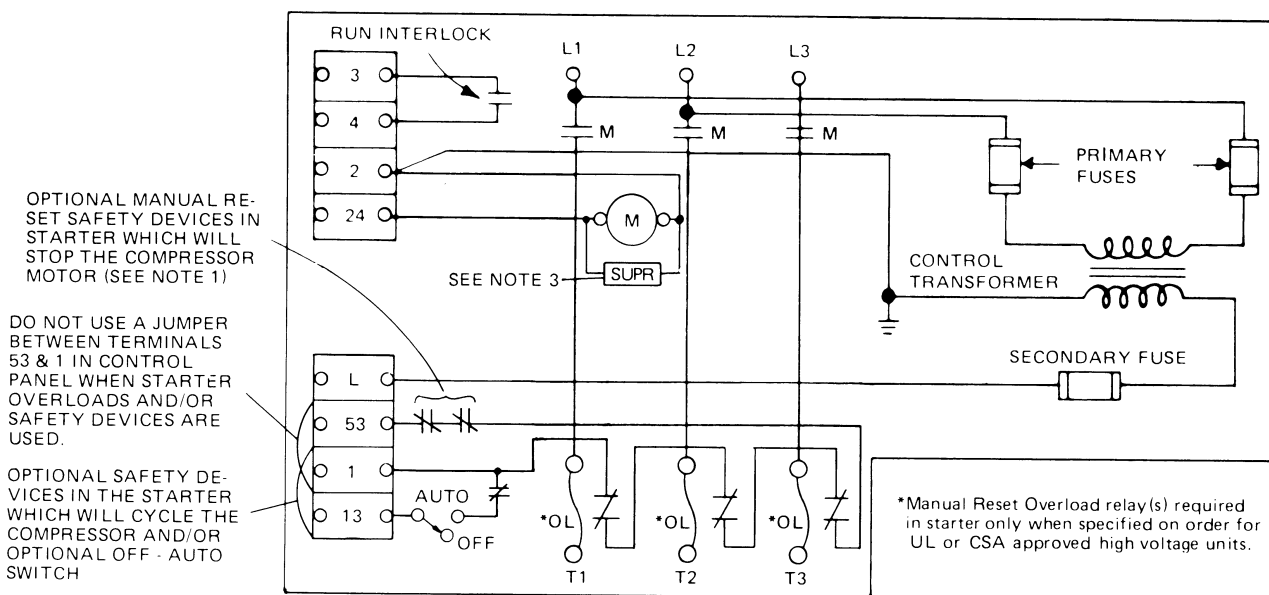 RUN INTERLOCK
L1
L2
L3
3
4
2
24
M
M
M
M
PRIMARY
FUSES
OPTIONAL MANUAL RE-
SET SAFETY DEVICES IN
STARTER WHICH WILL
STOP THE COMPRESSOR
MOTOR (SEE NOTE 1)
SEE NOTE 3
SUPR
CONTROL
TRANSFORMER
DO NOT USE A JUMPER
BETWEEN TERMINALS
53 & 1 IN CONTROL
PANEL WHEN STARTER
OVERLOADS AND/OR
SAFETY DEVICES ARE
USED.
SECONDARY FUSE
L
53
1
13
OPTIONAL SAFETY DE-
VICES IN THE STARTER
WHICH WILL CYCLE THE
COMPRESSOR AND/OR
OPTIONAL OFF - AUTO
SWITCH
AUTO
OFF
*OL
*OL
*OL
T1
T2
T3
*Manual Reset Overload relay(s) required
in starter only when specified on order for
UL or CSA approved high voltage units.